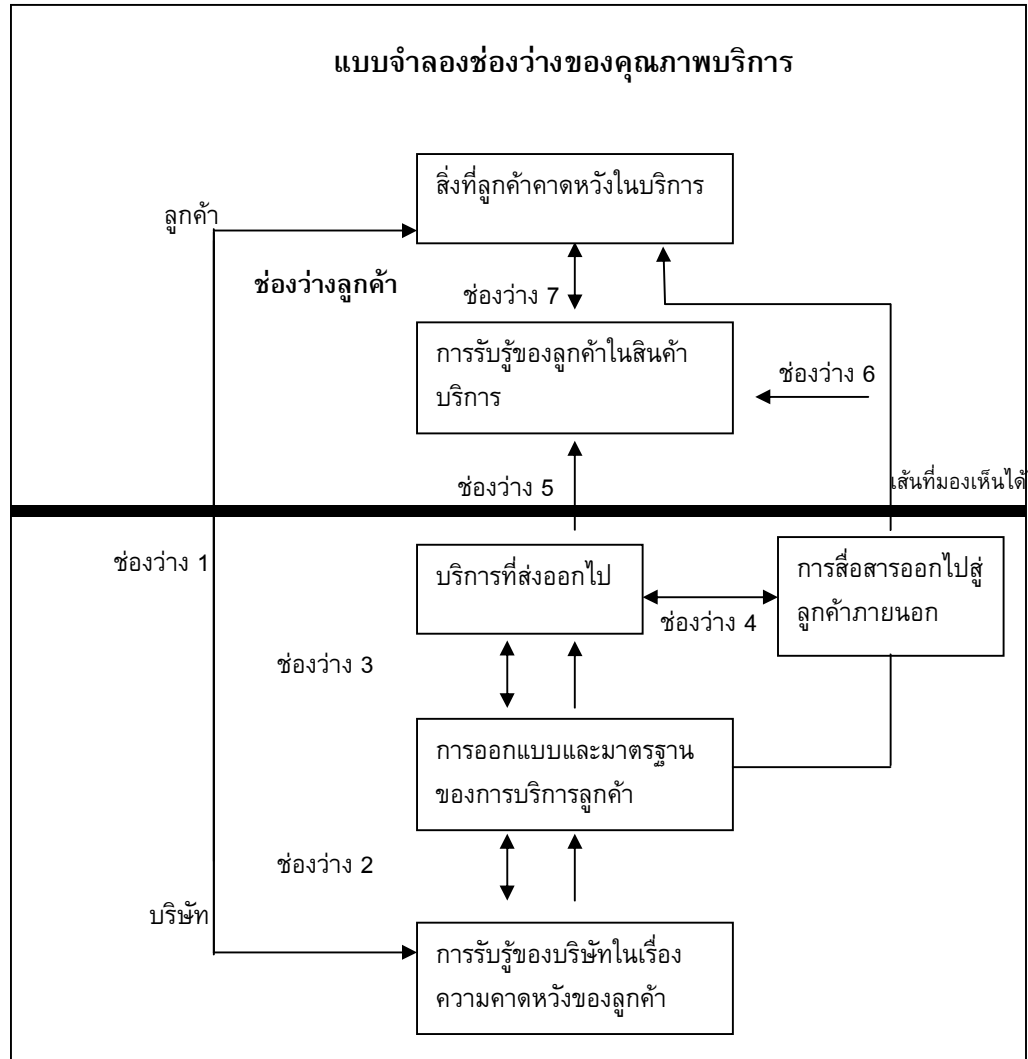 แบบจำลองช่องว่างของคุณภาพบริการ
สิ่งที่ลูกค้าคาดหวังในบริการ
ลูกค้า
ช่องว่างลูกค้า
ช่องว่าง 7
การรับรู้ของลูกค้าในสินค้า
บริการ
ช่องว่าง 6
ช่องว่าง 5
เส้นที่มองเห็นได้
ช่องว่าง 1
บริการที่ส่งออกไป
การสื่อสารออกไปสู่
ลูกค้าภายนอก
ช่องว่าง 4
ช่องว่าง 3
การออกแบบและมาตรฐาน
ของการบริการลูกค้า
ช่องว่าง 2
บริษัท
การรับรู้ของบริษัทในเรื่อง
ความคาดหวังของลูกค้า